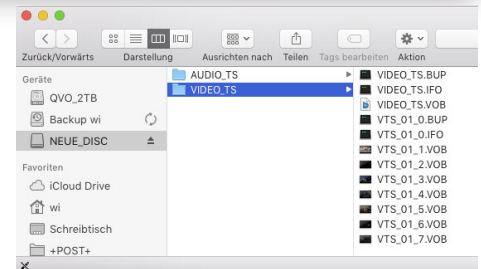 Zurück/Vorwärts Darstellung Ausrichten nach Teilen Tags bearbeiten Aktion
Geräte
QVO_2TB
Backup wi
NEUE_DISC
Favoriten
iCloud Drive
wi
Schreibtisch
+POST+
AUDIO_TS
VIDEO_TS
VIDEO_TS.BUP
VIDEO_TS.IFO
VIDEO_TS.VOB
VTS_01_0.BUP
VTS_01_0.IFO
VTS_01_1.VOB
VTS_01_2.VOB
VTS_01_3.VOB
VTS_01_4.VOB
VTS_01_5.VOB
VTS_01_6.VOB
VTS_01_7.VOB